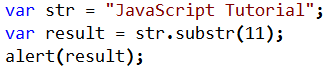 var str = "JavaScript Tutorial";
var result = str.substr(11);
alert(result);